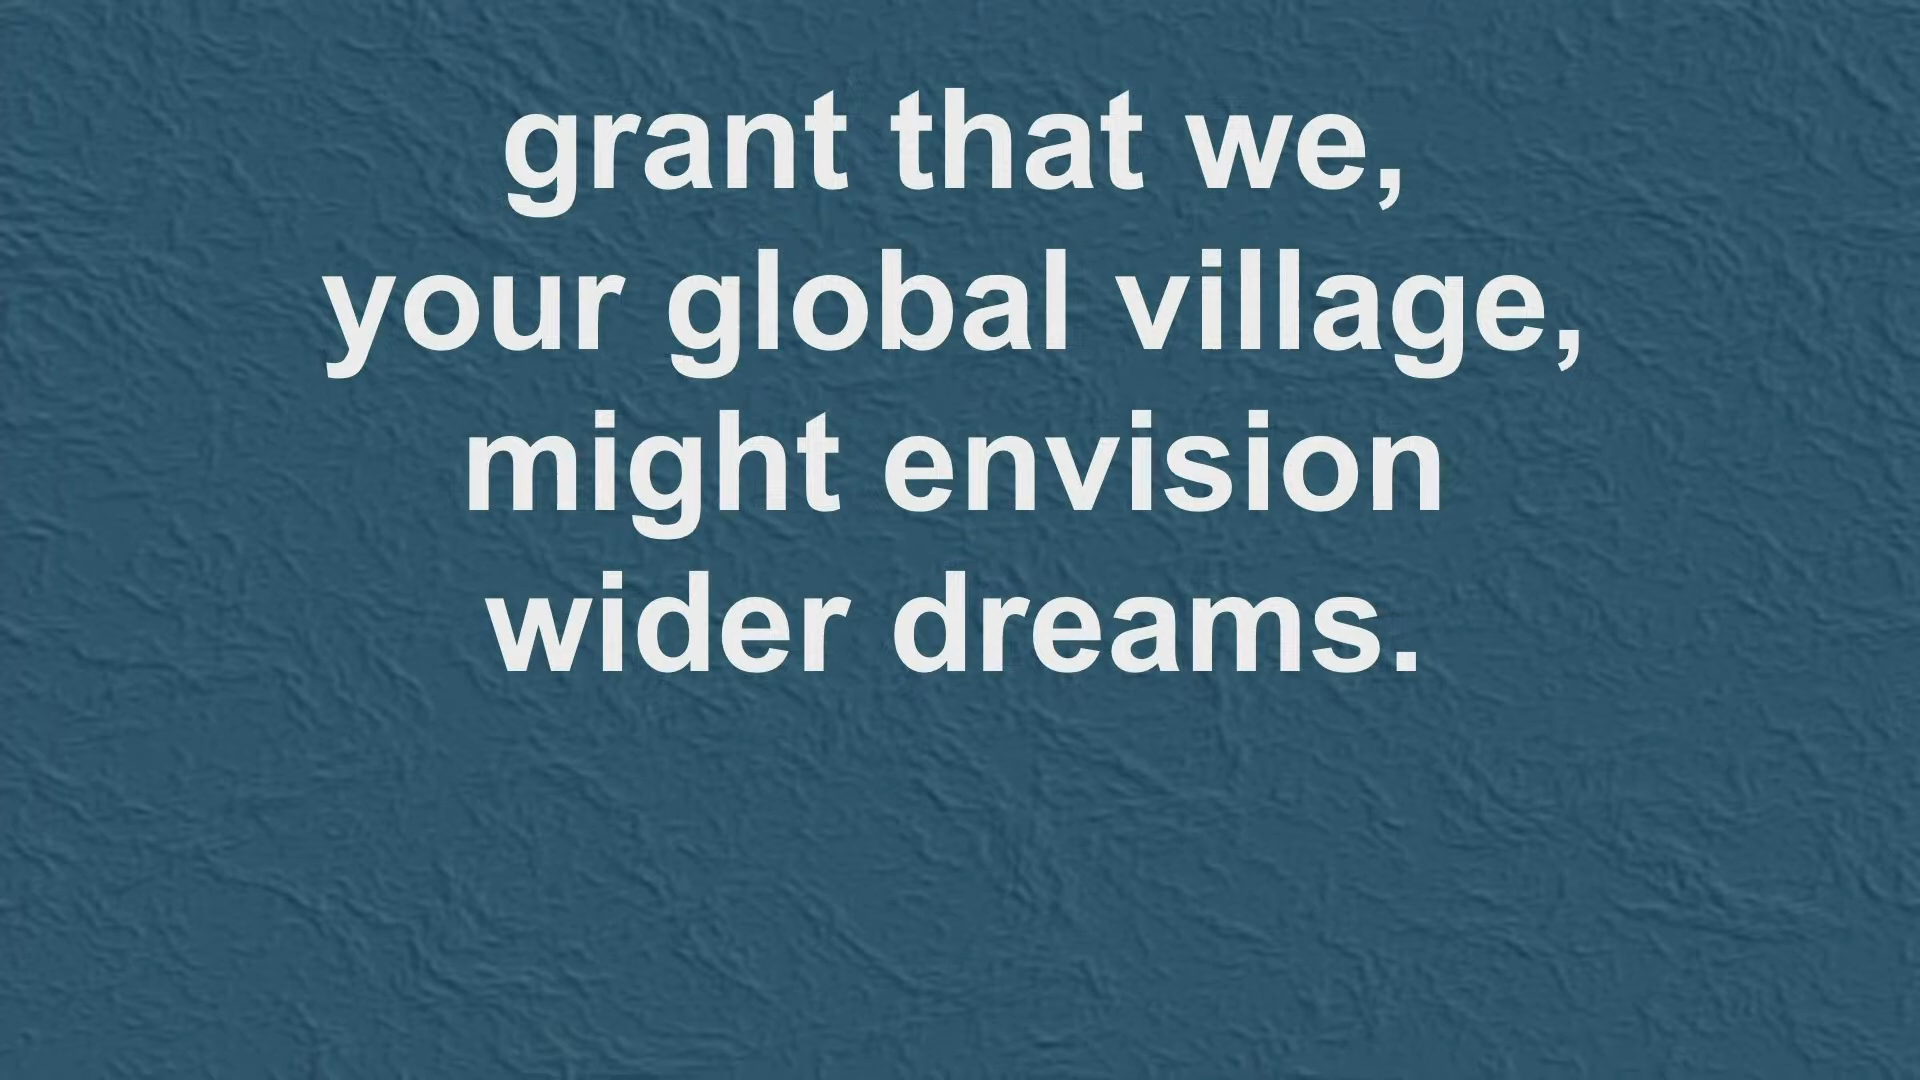 grant that we,
your global village,
might envision
wider dreams.